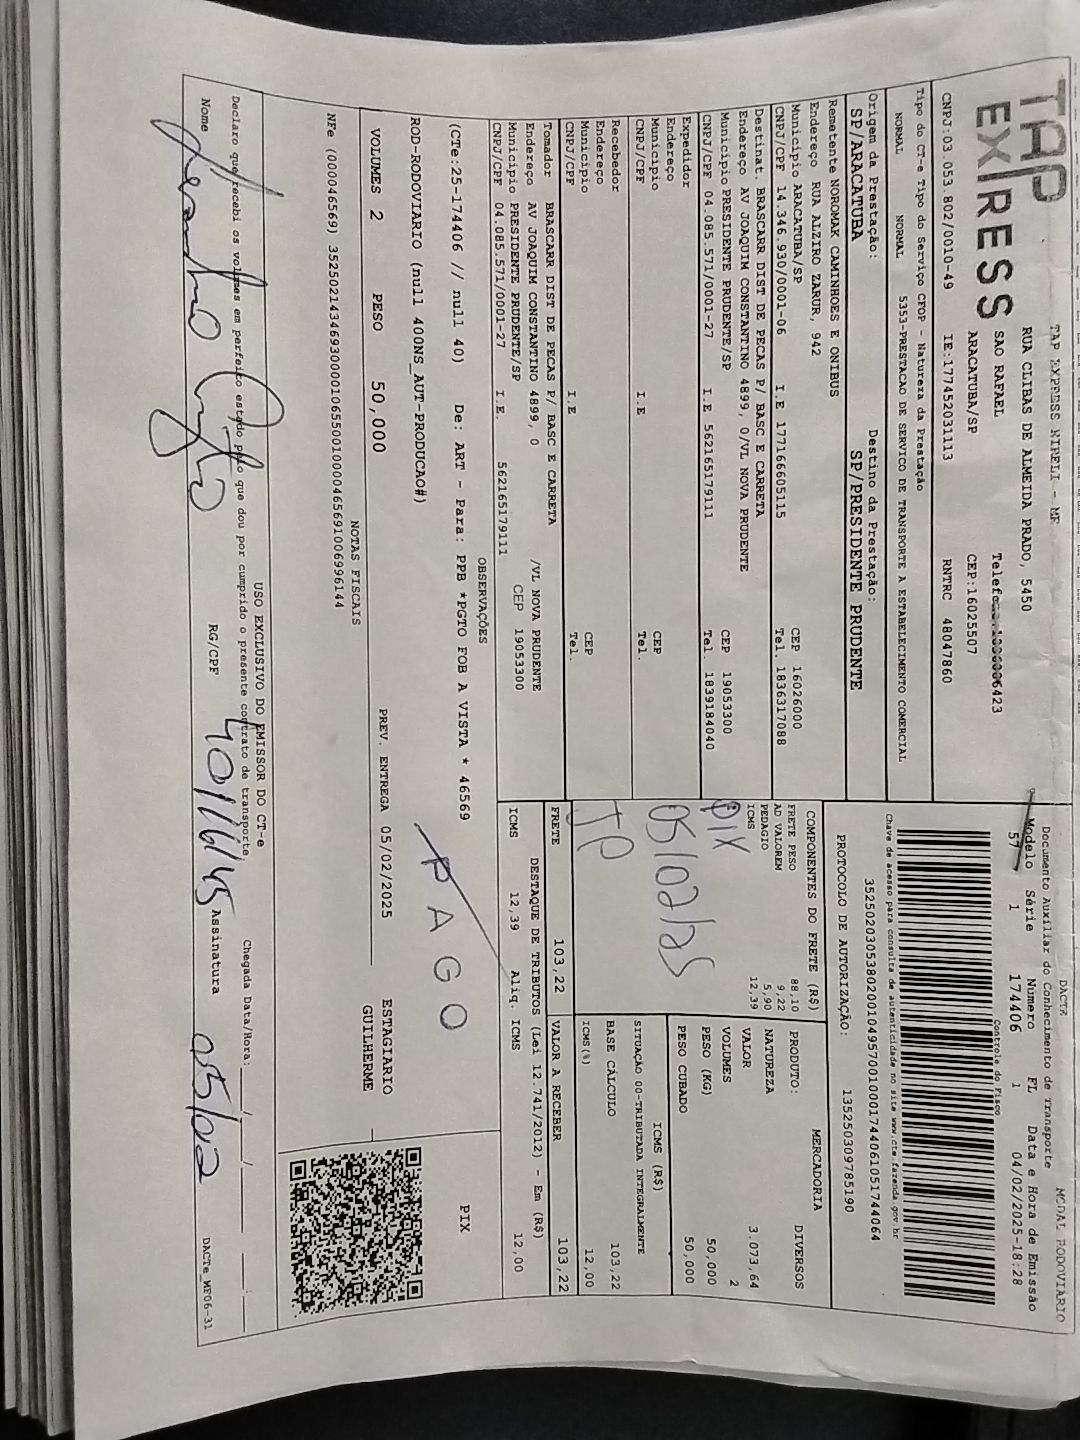 TAP EXPRESS
TAP EXPRESS EIRELI - ME
RUA CLIBAS DE ALMEIDA PRADO, 5450
SAO RAFAEL
ARACATUBA/SP CEP:16025507
CNPJ:03.053.802/0010-49 IE:177452031113 RNTRC 48047860
DACTE MODAL RODOVIÁRIO
Documento Auxiliar do Conhecimento de Transporte
Modelo Série Número FL Data e Hora de Emissão
57 1 174406 1 04/02/2025-18:28
Controle do Fisco
Tipo do CT-e Tipo do Serviço CFOP - Natureza da Prestação
NORMAL NORMAL 5353-PRESTACAO DE SERVICO DE TRANSPORTE A ESTABELECIMENTO COMERCIAL
Chave de acesso para consulta de autenticidade no site www.cte.fazenda.gov.br
35250203053802001049570010001744061051744064
PROTOCOLO DE AUTORIZAÇÃO: 135250309785190
Origem da Prestação: Destino da Prestação:
SP/ARACATUBA SP/PRESIDENTE PRUDENTE
Remetente NOROMAK CAMINHOES E ONIBUS
Endereço RUA ALZIRO ZARUR, 942
Município ARACATUBA/SP CEP 16026000
CNPJ/CPF 14.346.930/0001-06 I.E 177166605115 Tel. 1836317088
Destinat. BRASCARR DIST DE PECAS P/ BASC E CARRETA
Endereço AV JOAQUIM CONSTANTINO 4899, 0/VL NOVA PRUDENTE
Município PRESIDENTE PRUDENTE/SP CEP 19053300
CNPJ/CPF 04.085.571/0001-27 I.E 562165179111 Tel. 1839184040
Expedidor
Endereço
Município CEP
CNPJ/CPF I.E Tel.
Recebedor
Endereço
Município CEP
CNPJ/CPF I.E Tel.
Tomador BRASCARR DIST DE PECAS P/ BASC E CARRETA
Endereço AV JOAQUIM CONSTANTINO 4899, 0 /VL NOVA PRUDENTE
Município PRESIDENTE PRUDENTE/SP CEP 19053300
CNPJ/CPF 04.085.571/0001-27 I.E. 562165179111
COMPONENTES DO FRETE (R$)
FRETE PESO 88,10
AD VALOREM 9,22
PEDAGIO 5,90
ICMS 12,39
PIX
05/02/25
JP
MERCADORIA
PRODUTO: DIVERSOS
NATUREZA
VALOR 3.073,64
VOLUMES 2
PESO (KG) 50,000
PESO CUBADO 50,000
ICMS (R$)
SITUAÇÃO 00-TRIBUTADA INTEGRALMENTE
BASE CÁLCULO 103,22
ICMS(%) 12,00
FRETE 103,22 VALOR A RECEBER 103,22
DESTAQUE DE TRIBUTOS (Lei 12.741/2012) - Em (R$)
ICMS 12,39 Aliq. ICMS 12,00
OBSERVAÇÕES
(CTe:25-174406 // null 40) De: ART - Para: PPB *PGTO FOB A VISTA * 46569
PIX
ROD-RODOVIARIO (null 400NS_AUT-PRODUCAO#)
PAGO
VOLUMES 2 PESO 50,000 PREV. ENTREGA 05/02/2025 ESTAGIARIO
GUILHERME
NOTAS FISCAIS
NFe (000046569) 35250214346930000106550010000465691006996144
USO EXCLUSIVO DO EMISSOR DO CT-e
Declaro que recebi os volumes em perfeito estado pelo que dou por cumprido o presente contrato de transporte Chegada Data/Hora:
Nome RG/CPF Assinatura 05/02
DACTe_MF06-31